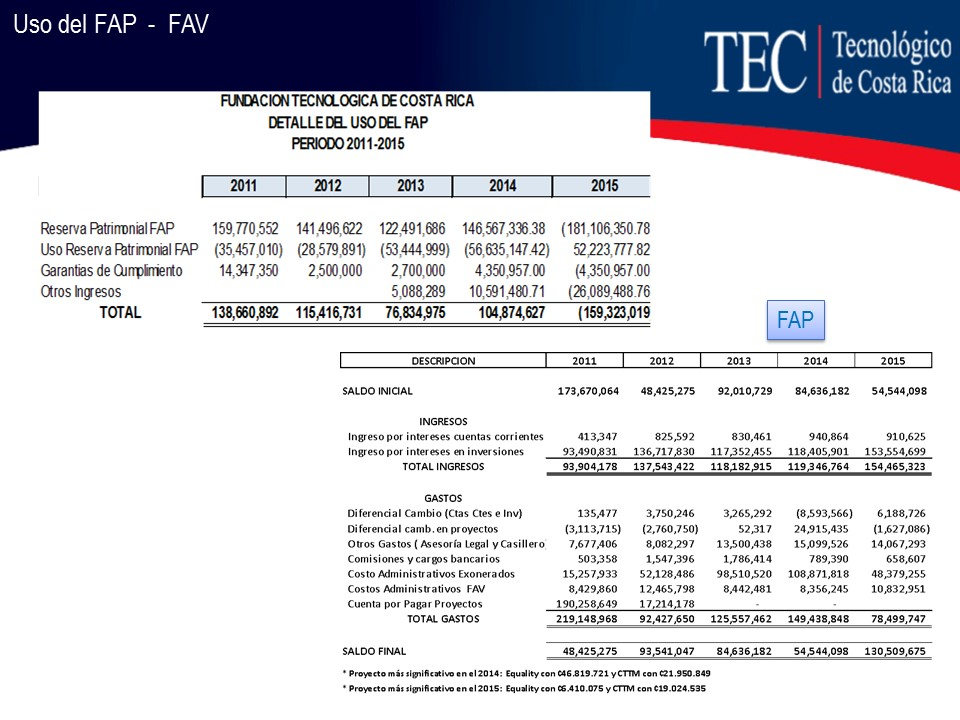 Uso del FAP - FAV
TEC Tecnológico de Costa Rica
FUNDACION TECNOLOGICA DE COSTA RICA
DETALLE DEL USO DEL FAP
PERIODO 2011-2015
2011 2012 2013 2014 2015
Reserva Patrimonial FAP 159,770,552 141,496,622 122,491,686 146,567,336.38 (181,106,350.78
Uso Reserva Patrimonial FAP (35,457,010) (28,579,891) (53,444,999) (56,635,147.42) 52,223,777.82
Garantias de Cumplimiento 14,347,350 2,500,000 2,700,000 4,350,957.00 (4,350,957.00
Otros Ingresos 5,088,289 10,591,480.71 (26,089,488.76
TOTAL 138,660,892 115,416,731 76,834,975 104,874,627 (159,323,019
FAP
DESCRIPCION 2011 2012 2013 2014 2015
SALDO INICIAL 173,670,064 48,425,275 92,010,729 84,636,182 54,544,098
INGRESOS
Ingreso por intereses cuentas corrientes 413,347 825,592 830,461 940,864 910,625
Ingreso por intereses en inversiones 93,490,831 136,717,830 117,352,455 118,405,901 153,554,699
TOTAL INGRESOS 93,904,178 137,543,422 118,182,915 119,346,764 154,465,323
GASTOS
Diferencial Cambio (Ctas Ctes e Inv) 135,477 3,750,246 3,265,292 (8,593,566) 6,188,726
Diferencial camb. en proyectos (3,113,715) (2,760,750) 52,317 24,915,435 (1,627,086)
Otros Gastos ( Asesoría Legal y Casillero) 7,677,406 8,082,297 13,500,438 15,099,526 14,067,293
Comisiones y cargos bancarios 503,358 1,547,396 1,786,414 789,390 658,607
Costo Administrativos Exonerados 15,257,933 52,128,486 98,510,520 108,871,818 48,379,255
Costos Administrativos FAV 8,429,860 12,465,798 8,442,481 8,356,245 10,832,951
Cuenta por Pagar Proyectos 190,258,649 17,214,178 - -
TOTAL GASTOS 219,148,968 92,427,650 125,557,462 149,438,848 78,499,747
SALDO FINAL 48,425,275 93,541,047 84,636,182 54,544,098 130,509,675
* Proyecto más significativo en el 2014: Equality con ¢46.819.721 y CTTM con ¢21.950.849
* Proyecto más significativo en el 2015: Equality con ¢6.410.075 y CTTM con ¢19.024.535